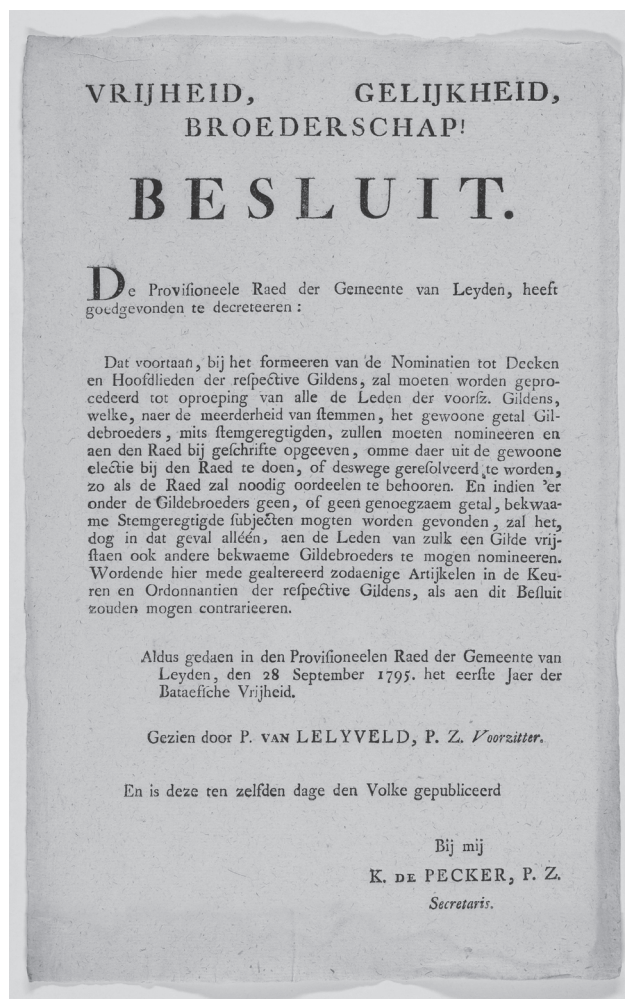 VRIJHEID, GELIJKHEID,
BROEDERSCHAP!
BESLUIT.
De Proviſioneele Raed der Gemeente van Leyden, heeft
goedgevonden te decreteeren :
Dat voortaan, bij het formeeren van de Nominatien tot Decken
en Hoofdlieden der reſpective Gildens, zal moeten worden gepro-
cedeerd tot oproeping van alle de Leden der voorſz. Gildens,
welke, naer de meerderheid van ſtemmen, het gewoone getal Gil-
debroeders, mits ſtemgeregtigden, zullen moeten nomineeren en
aen den Raed bij geſchrifte opgeeven, omme daer uit de gewoone
electie bij den Raed te doen, of deswege gereſolveerd te worden,
zo als de Raed zal noodig oordeelen te behooren. En indien 'er
onder de Gildebroeders geen, of geen genoegzaem getal, bekwaa-
me Stemgeregtigde ſubjecten mogten worden gevonden, zal het,
dog in dat geval alléén, aen de Leden van zulk een Gilde vrij-
ſtaen ook andere bekwaeme Gildebroeders te mogen nomineeren.
Wordende hier mede gealtereerd zodaenige Artijkelen in de Keu-
ren en Ordonnantien der reſpective Gildens, als aen dit Beſluit
zouden mogen contrarieeren.
Aldus gedaen in den Proviſioneelen Raed der Gemeente van
Leyden, den 28 September 1795. het eerſte Jaer der
Bataefſche Vrijheid.
Gezien door P. VAN LELYVELD, P. Z. Voorzitter.
En is deze ten zelfden dage den Volke gepubliceerd
Bij mij
K. DE PECKER, P. Z.
Secretaris.